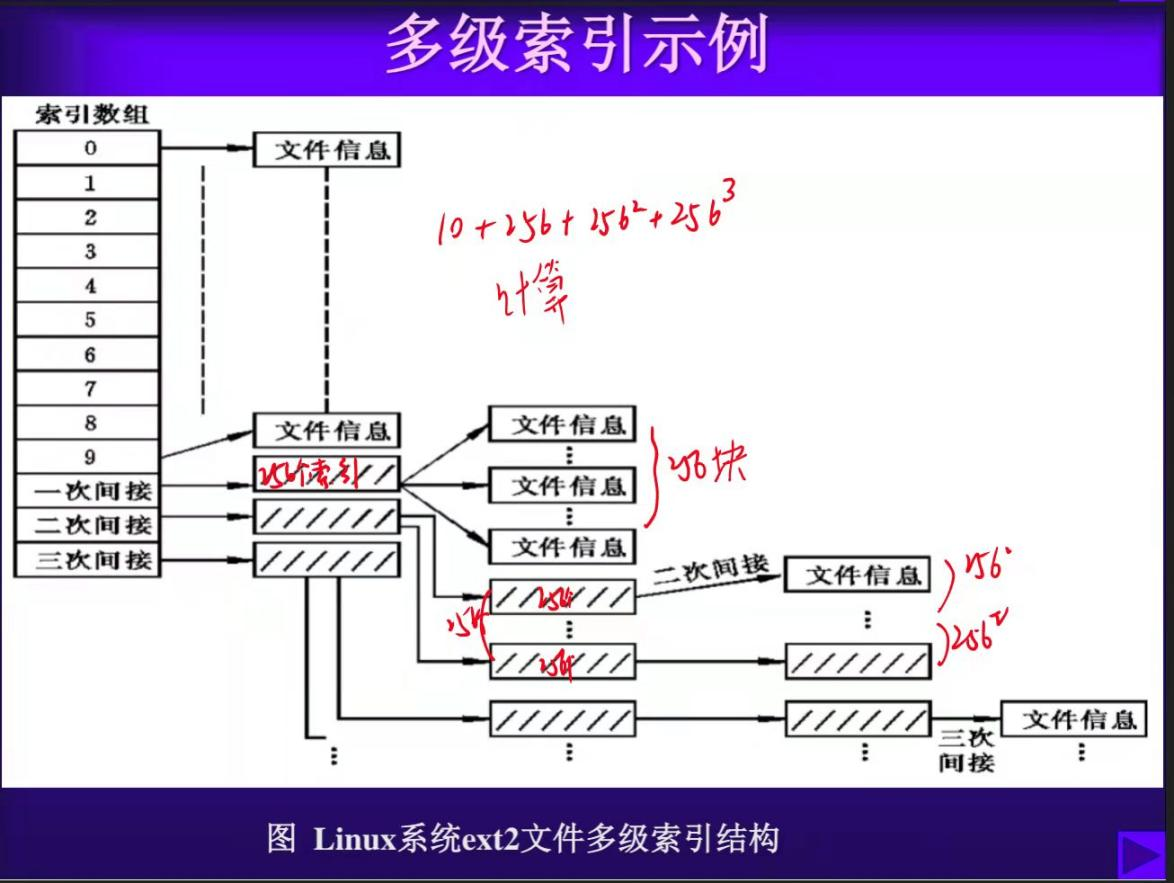 多级索引示例
索引数组
0
文件信息
1
2
3
4
5
6
7
8
9
一次间接
二次间接
三次间接
10+256+256²+256³
计算
文件信息
256个索引
文件信息
文件信息
文件信息
256块
二次间接
文件信息
256
256
256²
三次
间接
文件信息
图 Linux系统ext2文件多级索引结构